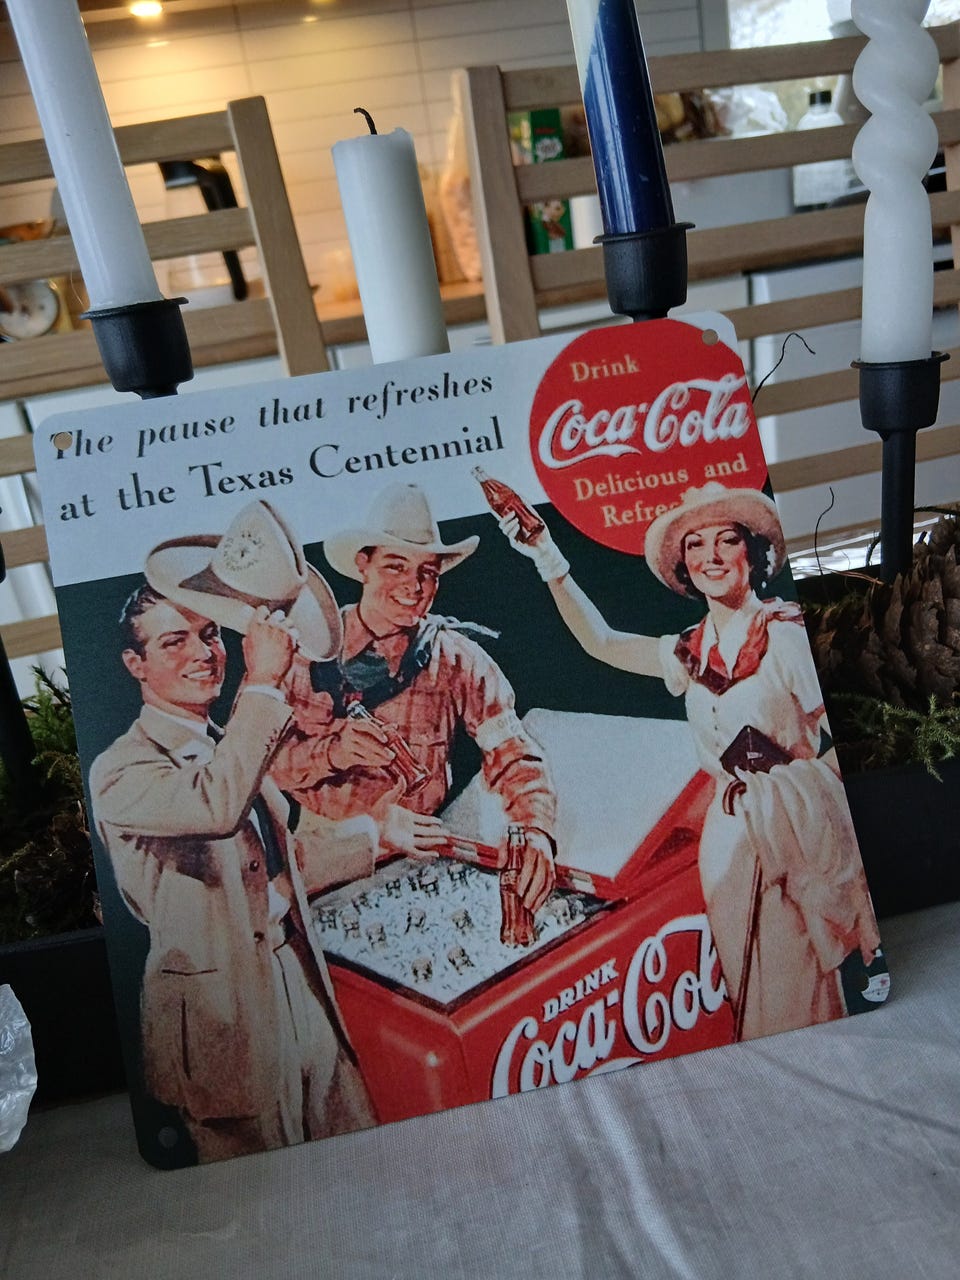 The pause that refreshes
at the Texas Centennial
Drink
Coca-Cola
Delicious and
DRINK
Coca-Col